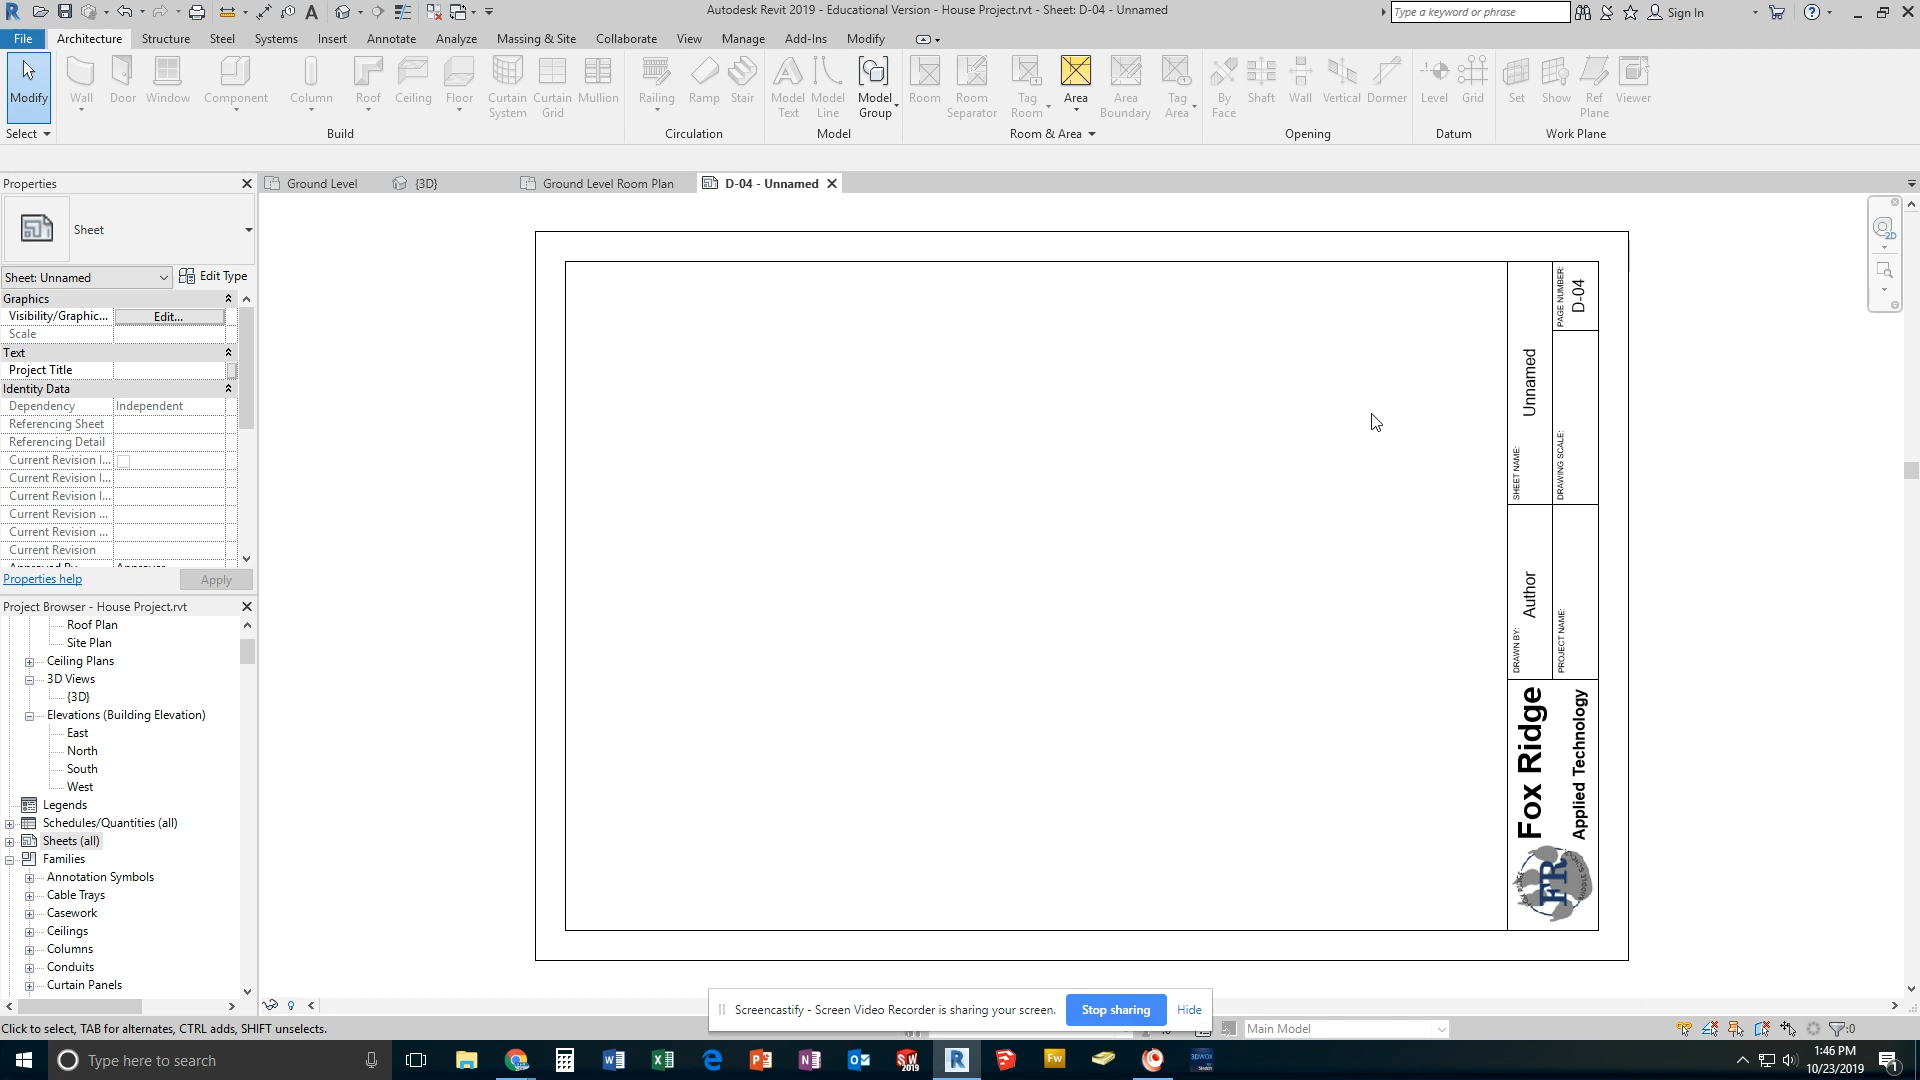 Autodesk Revit 2019 - Educational Version - House Project.rvt - Sheet: D-04 - Unnamed
Type a keyword or phrase
Sign In
File Architecture Structure Steel Systems Insert Annotate Analyze Massing & Site Collaborate View Manage Add-Ins Modify
Modify Wall Door Window Component Column Roof Ceiling Floor Curtain System Curtain Grid Mullion Railing Ramp Stair Model Text Model Line Model Group Room Room Separator Tag Room Area Area Boundary Tag Area By Face Shaft Wall Vertical Dormer Level Grid Set Show Ref Plane Viewer
Select Build Circulation Model Room & Area Opening Datum Work Plane
Properties
Ground Level {3D} Ground Level Room Plan D-04 - Unnamed
Sheet
Sheet: Unnamed Edit Type
Graphics
Visibility/Graphic... Edit...
Scale
Text
Project Title
Identity Data
Dependency Independent
Referencing Sheet
Referencing Detail
Current Revision I...
Current Revision I...
Current Revision I...
Current Revision ...
Current Revision ...
Current Revision
Properties help Apply
Project Browser - House Project.rvt
Roof Plan
Site Plan
Ceiling Plans
3D Views
{3D}
Elevations (Building Elevation)
East
North
South
West
Legends
Schedules/Quantities (all)
Sheets (all)
Families
Annotation Symbols
Cable Trays
Casework
Ceilings
Columns
Conduits
Curtain Panels
PAGE NUMBER:
D-04
SHEET NAME:
Unnamed
DRAWING SCALE:
DRAWN BY:
Author
PROJECT NAME:
Fox Ridge
Applied Technology
FR
2D
Screencastify - Screen Video Recorder is sharing your screen. Stop sharing Hide
Click to select, TAB for alternates, CTRL adds, SHIFT unselects.
Main Model
:0
Type here to search
1:46 PM
10/23/2019